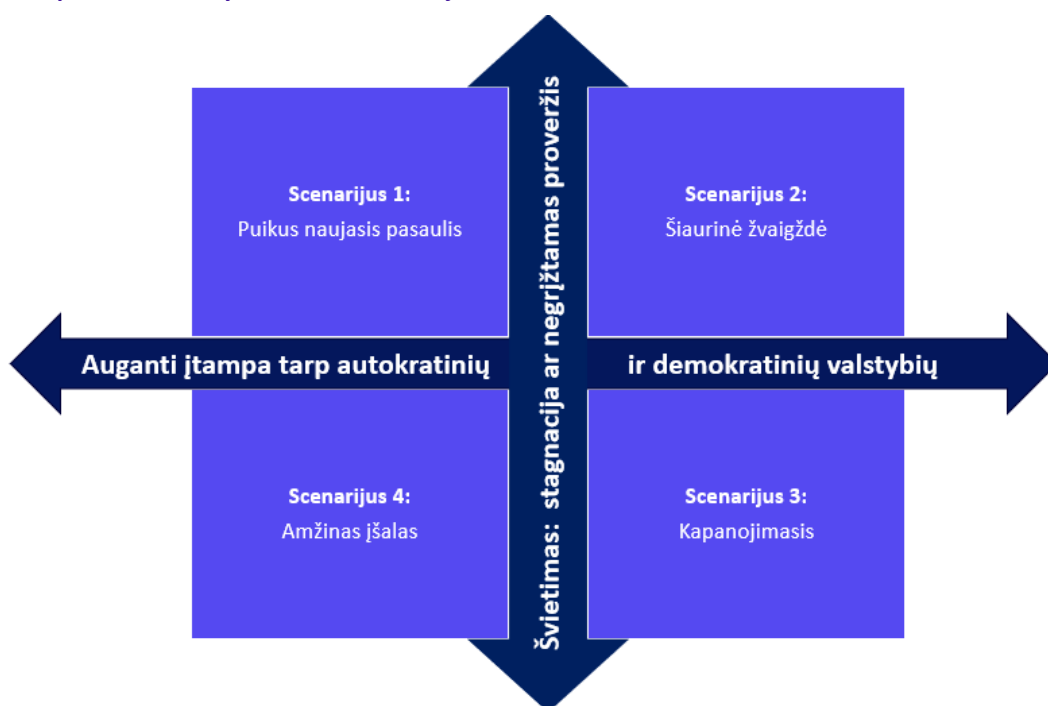 Scenarijus 1:
Puikus naujasis pasaulis
Scenarijus 2:
Šiaurinė žvaigždė
Auganti įtampa tarp autokratinių
ir demokratinių valstybių
Švietimas: stagnacija ar negrįžtamas proveržis
Scenarijus 4:
Amžinas įšalas
Scenarijus 3:
Kapanojimasis